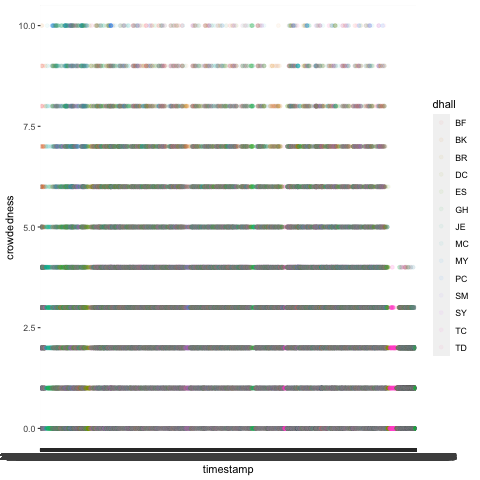 10.0
7.5
5.0
2.5
0.0
crowdedness
timestamp
dhall
BF
BK
BR
DC
ES
GH
JE
MC
MY
PC
SM
SY
TC
TD